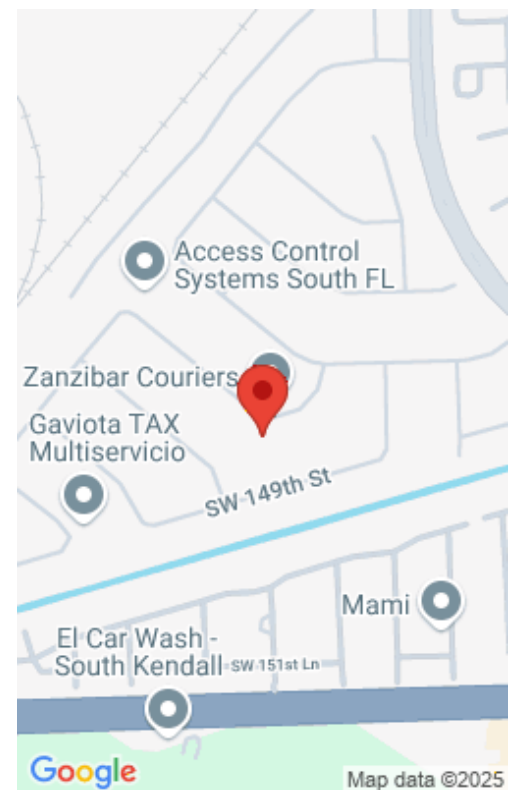 Access Control
Systems South FL
Zanzibar Couriers
Gaviota TAX
Multiservicio
SW 149th St
Mami
El Car Wash -
South Kendall
SW 151st Ln
Google
Map data ©2025